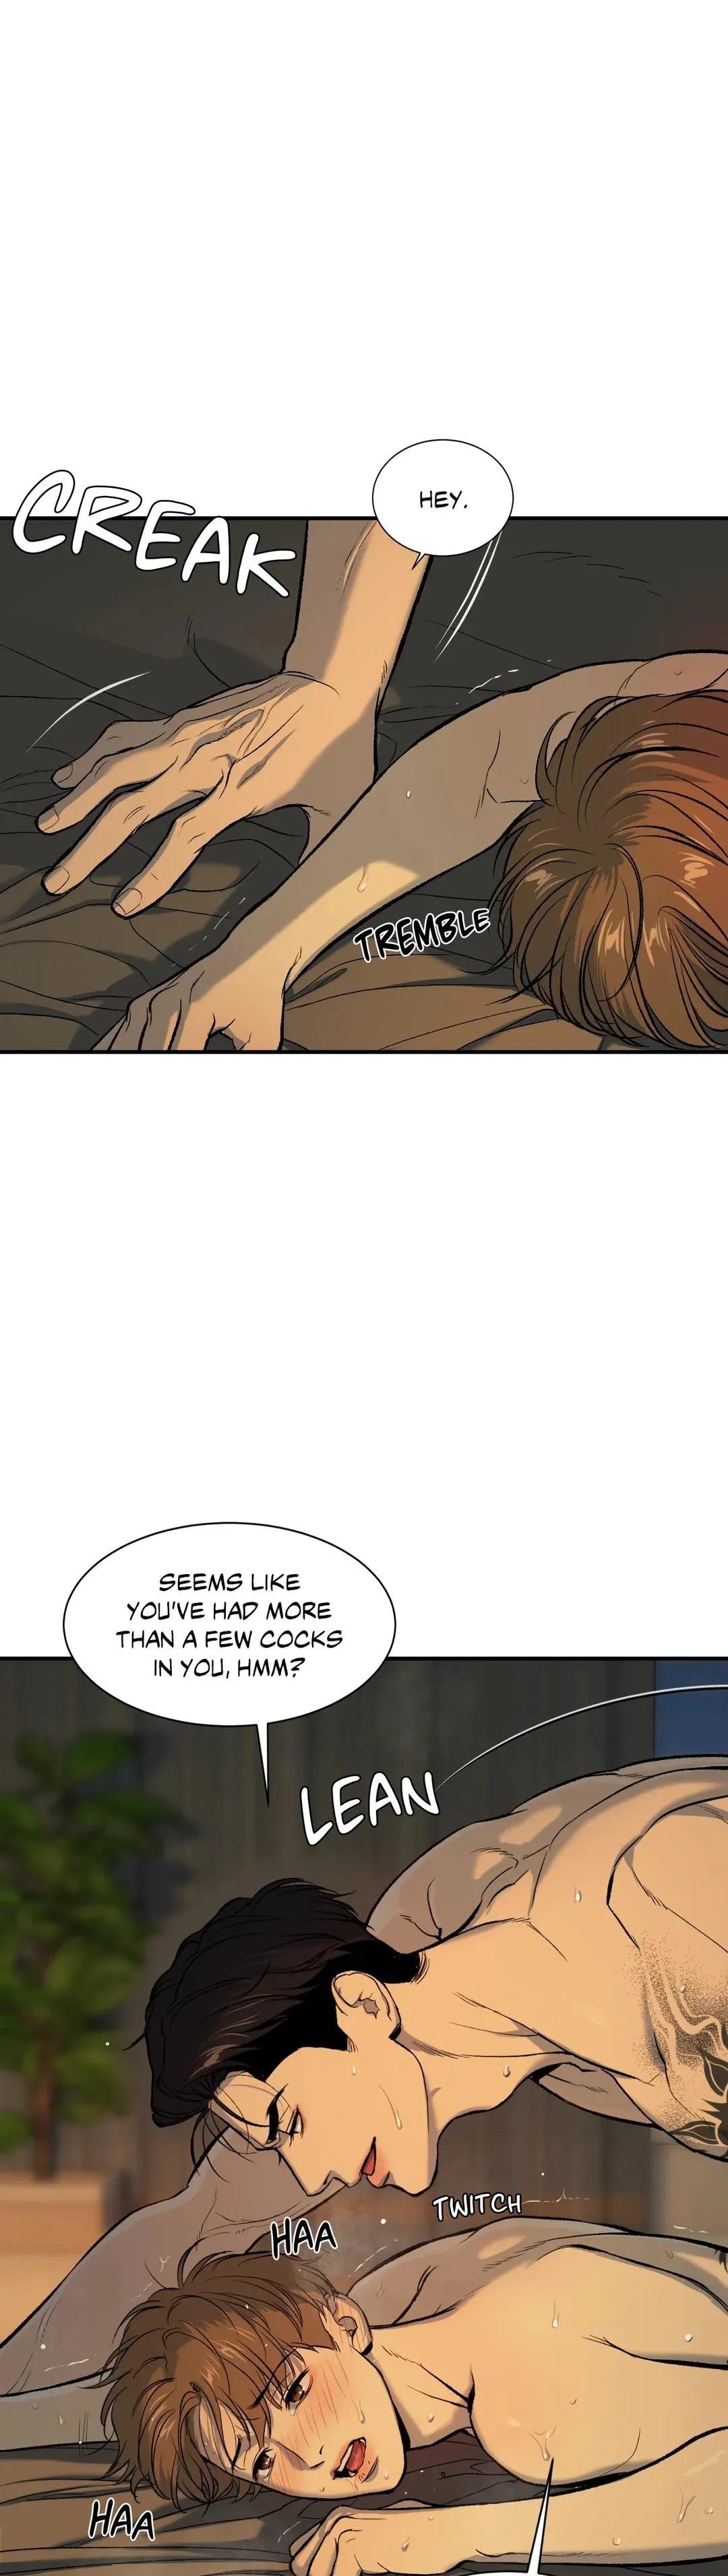 HEY.
CREAK
TREMBLE
SEEMS LIKE
YOU'VE HAD MORE
THAN A FEW COCKS
IN YOU, HMM?
LEAN
TWITCH
HAA
HAA